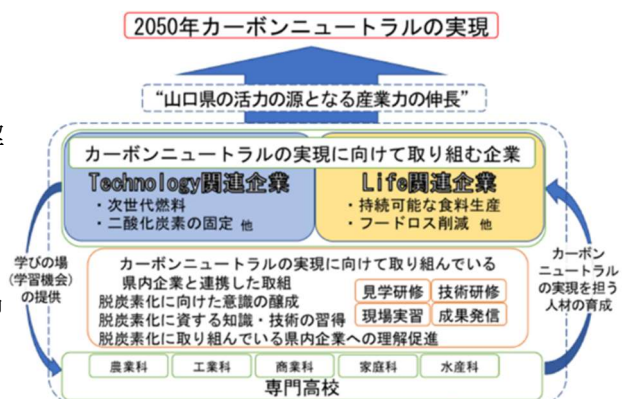 2050年カーボンニュートラルの実現
“山口県の活力の源となる産業力の伸長”
カーボンニュートラルの実現に向けて取り組む企業
Technology関連企業
・次世代燃料
・二酸化炭素の固定 他
Life関連企業
・持続可能な食料生産
・フードロス削減 他
学びの場
(学習機会)
の提供
カーボンニュートラルの実現に向けて取り組んでいる
県内企業と連携した取組
脱炭素化に向けた意識の醸成
脱炭素化に資する知識・技術の習得
脱炭素化に取り組んでいる県内企業への理解促進
見学研修
技術研修
現場実習
成果発信
カーボン
ニュートラル
の実現を担う
人材の育成
農業科
工業科
商業科
家庭科
水産科
専門高校